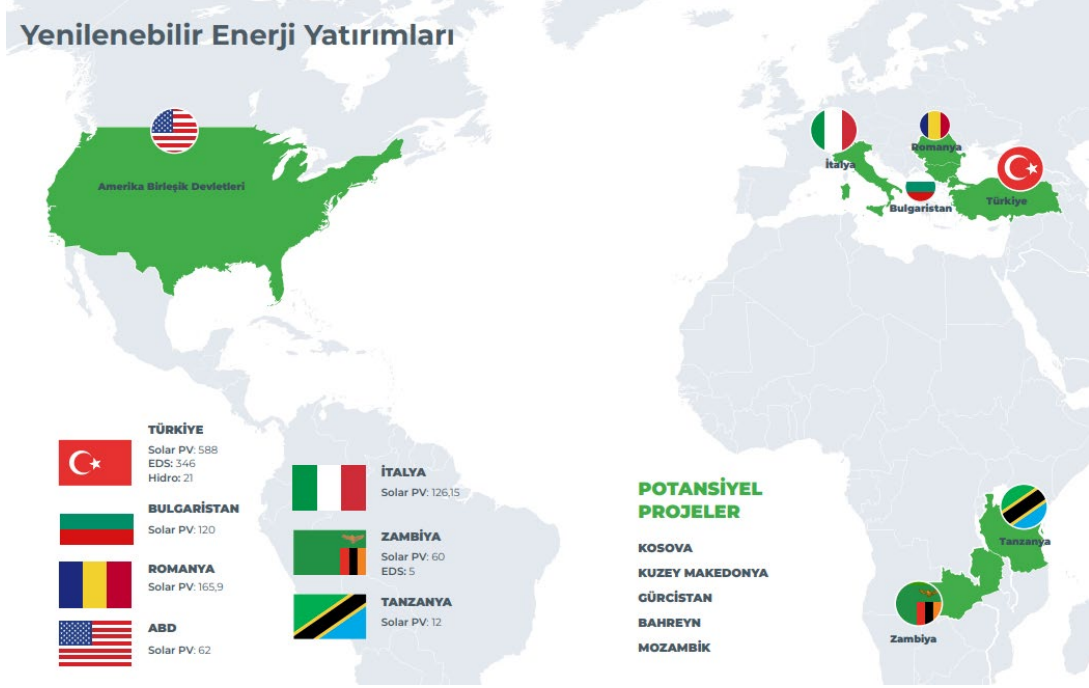 Yenilenebilir Enerji Yatırımları
Amerika Birleşik Devletleri
İtalya
Romanya
Bulgaristan
Türkiye
TÜRKİYE
Solar PV: 588
EDS: 346
Hidro: 21
BULGARİSTAN
Solar PV: 120
ROMANYA
Solar PV: 165,9
ABD
Solar PV: 62
İTALYA
Solar PV: 126,15
ZAMBİYA
Solar PV: 60
EDS: 5
TANZANYA
Solar PV: 12
POTANSİYEL
PROJELER
KOSOVA
KUZEY MAKEDONYA
GÜRCİSTAN
BAHREYN
MOZAMBİK
Tanzanya
Zambiya